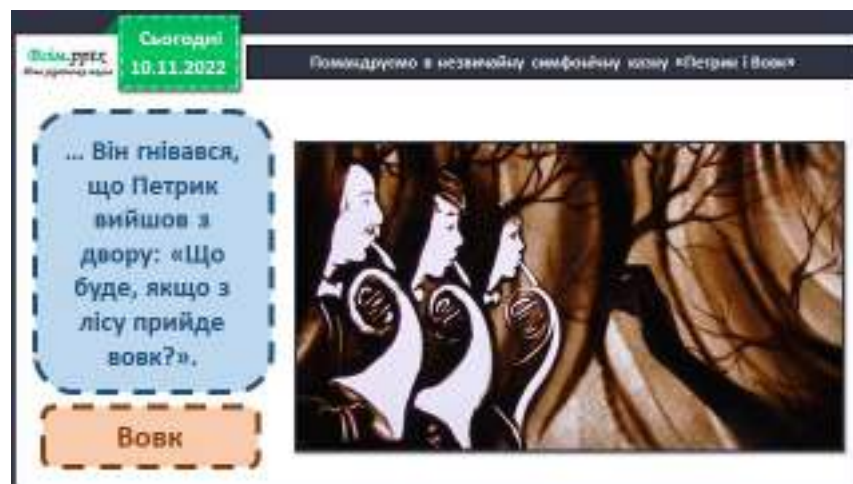 Сьогодні
10.11.2022
Помандруємо в незвичайну симфонічну казку «Петрик і Вовк»
... Він гнівався,
що Петрик
вийшов з
двору: «Що
буде, якщо з
лісу прийде
вовк?».
Вовк